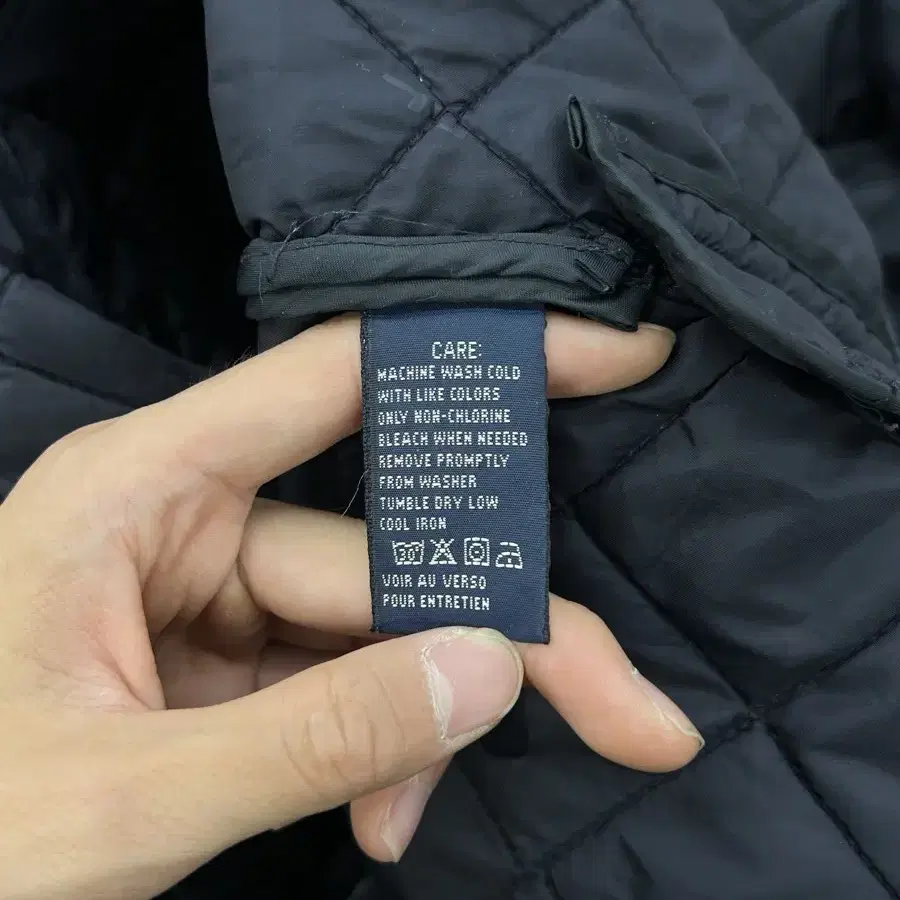 CARE:
MACHINE WASH COLD
WITH LIKE COLORS
ONLY NON-CHLORINE
BLEACH WHEN NEEDED
REMOVE PROMPTLY
FROM WASHER
TUMBLE DRY LOW
COOL IRON
30°
VOIR AU VERSO
POUR ENTRETIEN